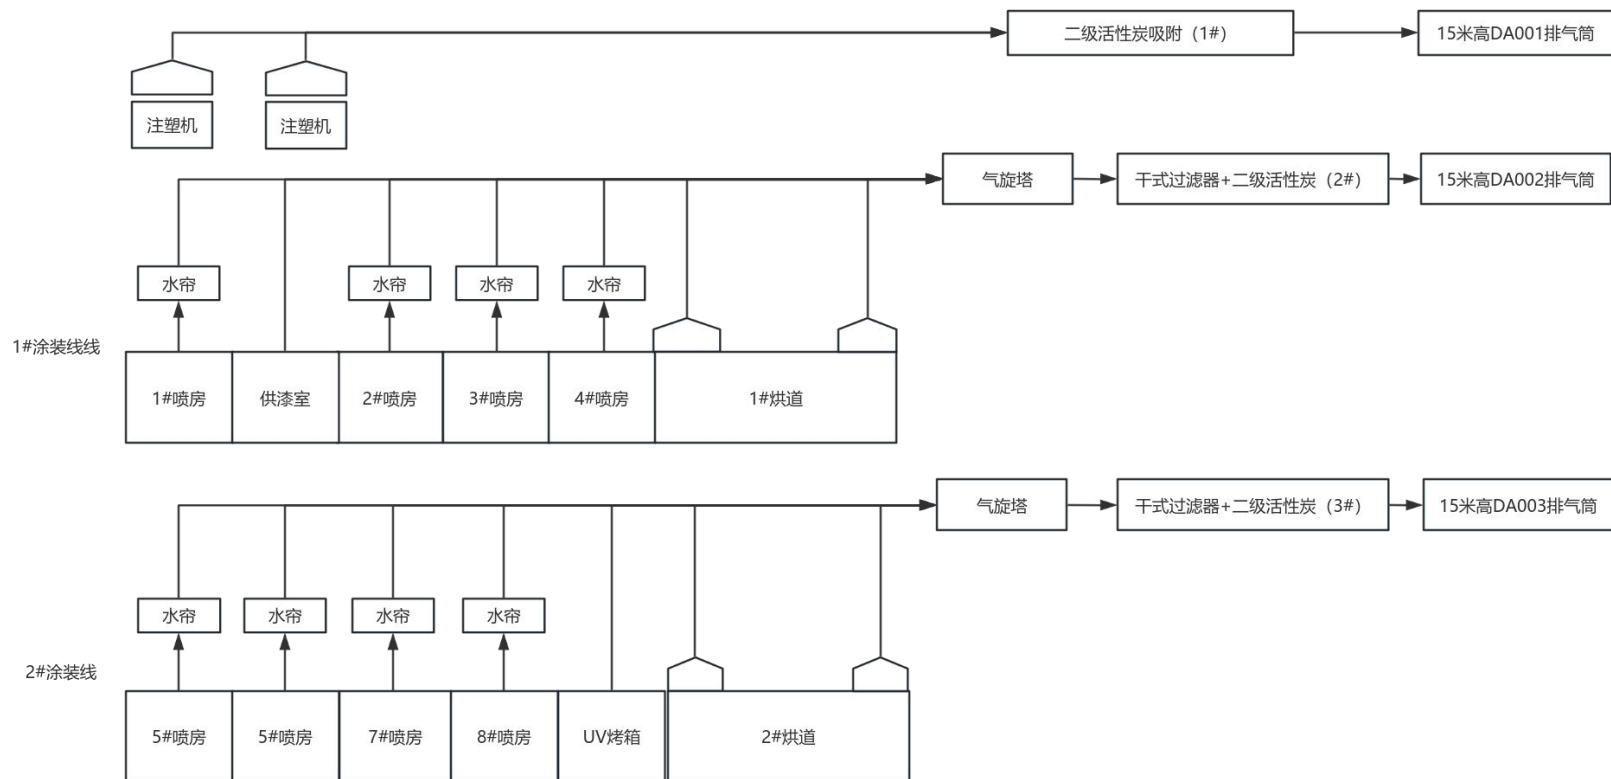 二级活性炭吸附（1#）
15米高DA001排气筒
注塑机
注塑机
气旋塔
干式过滤器+二级活性炭（2#）
15米高DA002排气筒
水帘
水帘
水帘
水帘
1#涂装线线
1#喷房
供漆室
2#喷房
3#喷房
4#喷房
1#烘道
气旋塔
干式过滤器+二级活性炭（3#）
15米高DA003排气筒
水帘
水帘
水帘
水帘
2#涂装线
5#喷房
5#喷房
7#喷房
8#喷房
UV烤箱
2#烘道